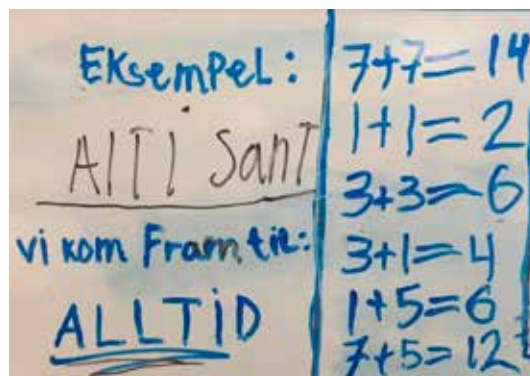 EKsempEL:
AlTi SanT
vi kom Fram til:
ALLTiD
7+7=14
1+1=2
3+3=6
3+1=4
1+5=6
7+5=12